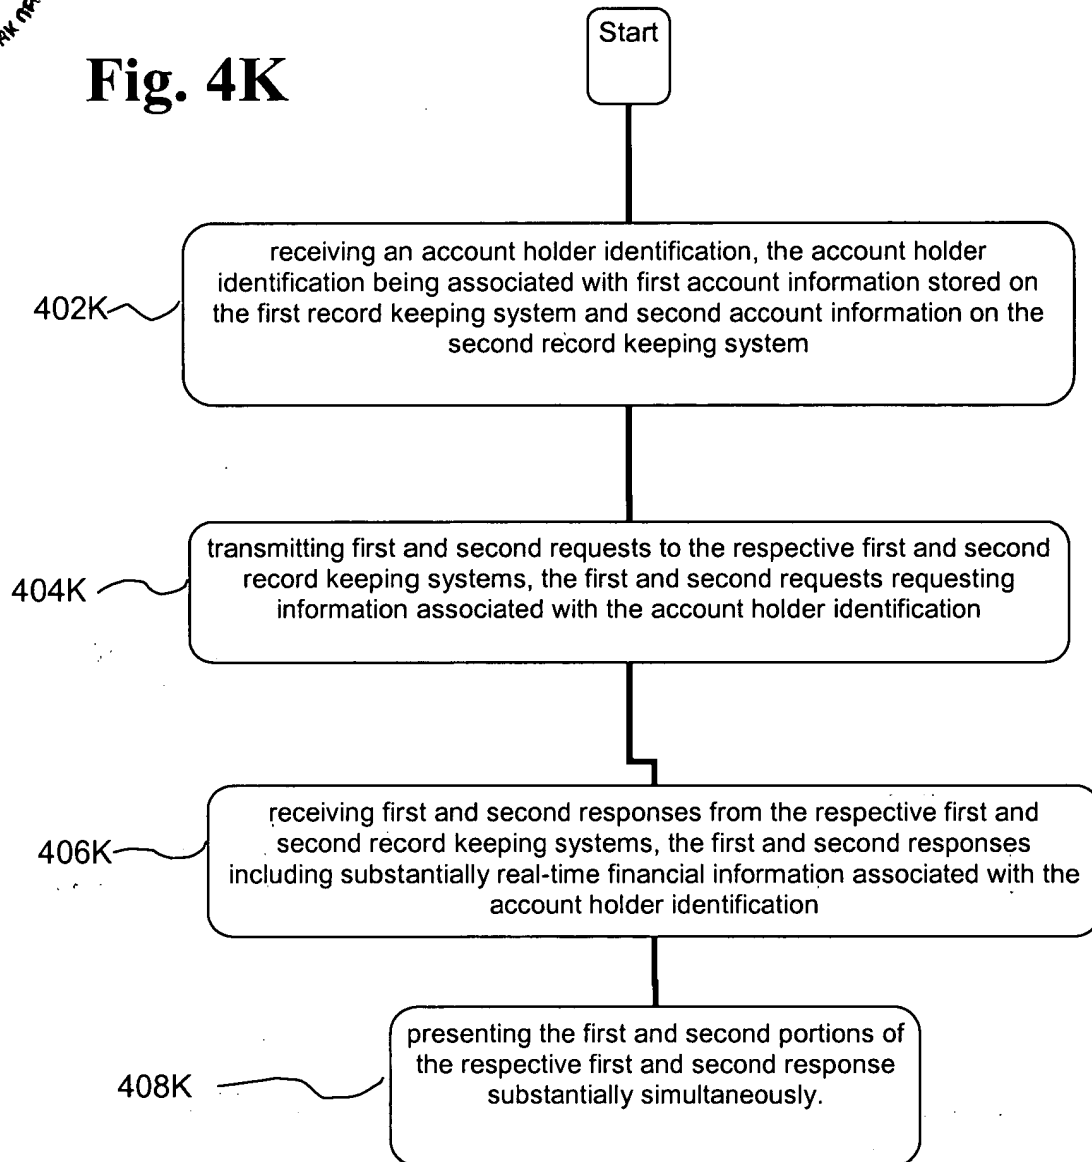 Fig. 4K
Start
402K
receiving an account holder identification, the account holder
identification being associated with first account information stored on
the first record keeping system and second account information on the
second record keeping system
404K
transmitting first and second requests to the respective first and second
record keeping systems, the first and second requests requesting
information associated with the account holder identification
406K
receiving first and second responses from the respective first and
second record keeping systems, the first and second responses
including substantially real-time financial information associated with the
account holder identification
408K
presenting the first and second portions of
the respective first and second response
substantially simultaneously.